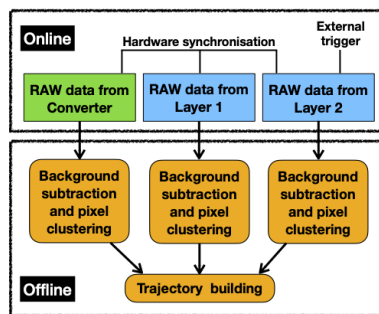 Online
Hardware synchronisation
External
trigger
RAW data from
Converter
RAW data from
Layer 1
RAW data from
Layer 2
Background
subtraction
and pixel
clustering
Background
subtraction
and pixel
clustering
Background
subtraction
and pixel
clustering
Offline
Trajectory building